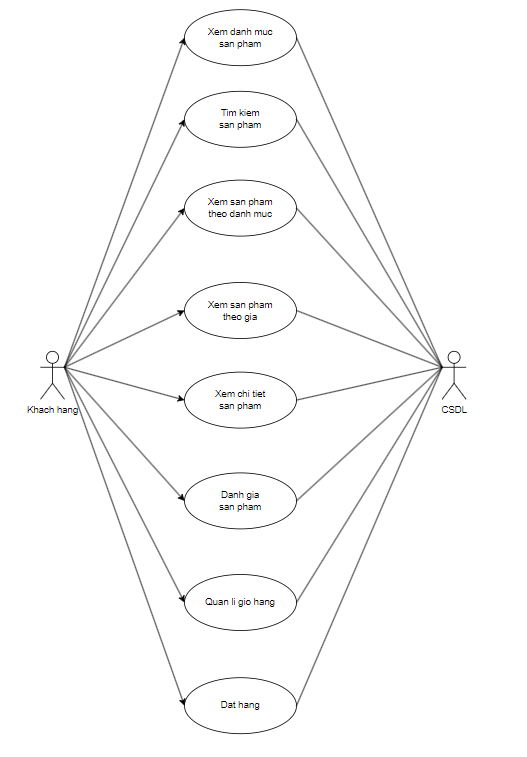 Xem danh muc
san pham
Tim kiem
san pham
Xem san pham
theo danh muc
Xem san pham
theo gia
Xem chi tiet
san pham
Khach hang
CSDL
Danh gia
san pham
Quan li gio hang
Dat hang